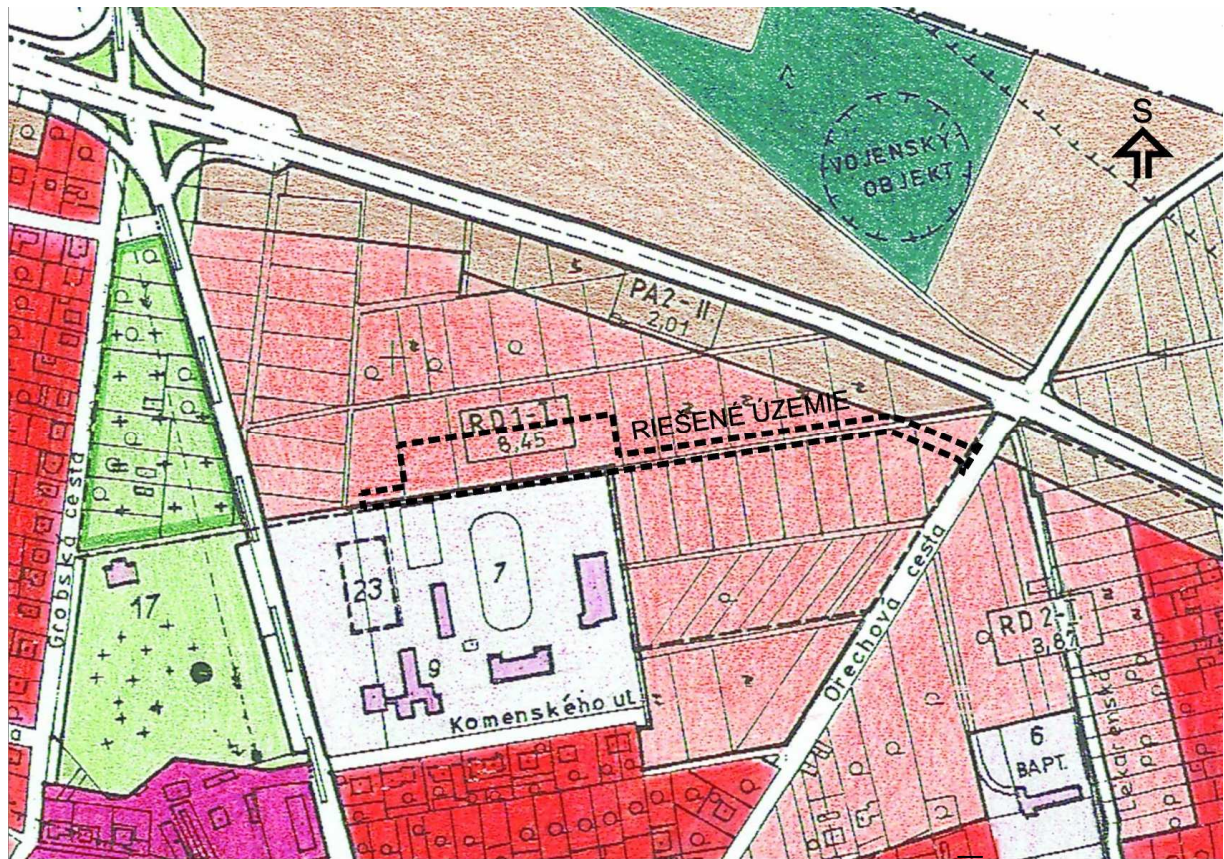 S
VOJENSKÝ
OBJEKT
PA2-II
2,01
RIEŠENÉ ÚZEMIE
RD1-I
8,45
Grobská cesta
17
23
7
9
Komenského ul.
Orechová cesta
RD 2-I
3,87
6
BAPT.
Lekárenská